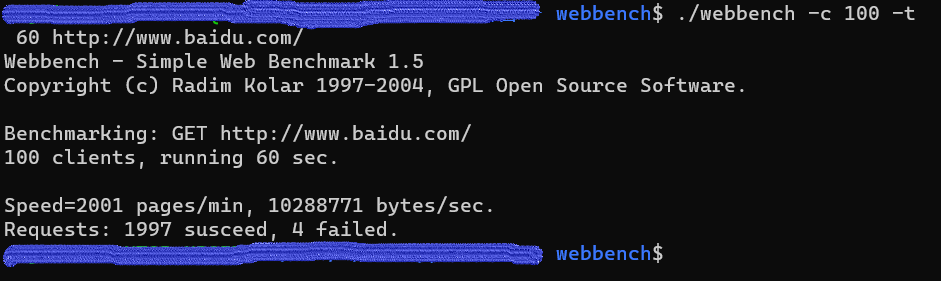 webbench$ ./webbench -c 100 -t
60 http://www.baidu.com/
Webbench - Simple Web Benchmark 1.5
Copyright (c) Radim Kolar 1997-2004, GPL Open Source Software.
Benchmarking: GET http://www.baidu.com/
100 clients, running 60 sec.
Speed=2001 pages/min, 10288771 bytes/sec.
Requests: 1997 susceed, 4 failed.
webbench$